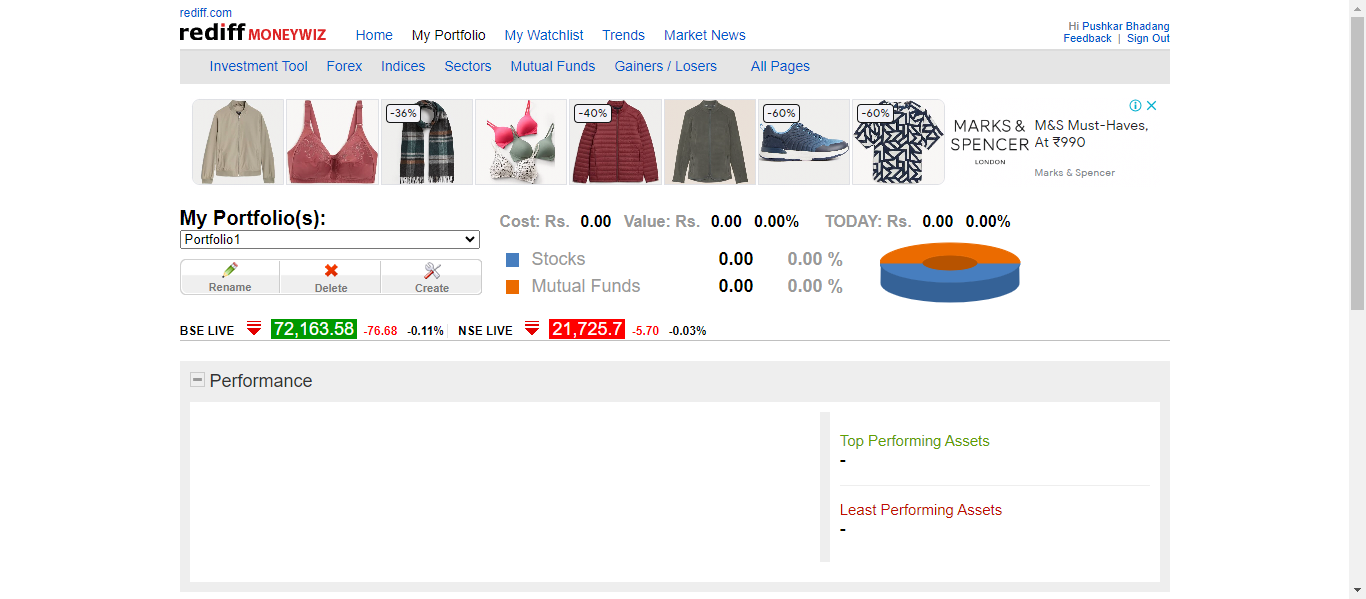 rediff.com
rediff MONEYWIZ
Home My Portfolio My Watchlist Trends Market News
Hi Pushkar Bhadang
Feedback | Sign Out
Investment Tool Forex Indices Sectors Mutual Funds Gainers / Losers All Pages
-36% -40% -60% -60%
MARKS &
SPENCER
LONDON
M&S Must-Haves,
At ₹990
Marks & Spencer
My Portfolio(s):
Portfolio1
Rename Delete Create
Cost: Rs. 0.00 Value: Rs. 0.00 0.00% TODAY: Rs. 0.00 0.00%
Stocks 0.00 0.00 %
Mutual Funds 0.00 0.00 %
BSE LIVE 72,163.58 -76.68 -0.11% NSE LIVE 21,725.7 -5.70 -0.03%
Performance
Top Performing Assets
-
Least Performing Assets
-